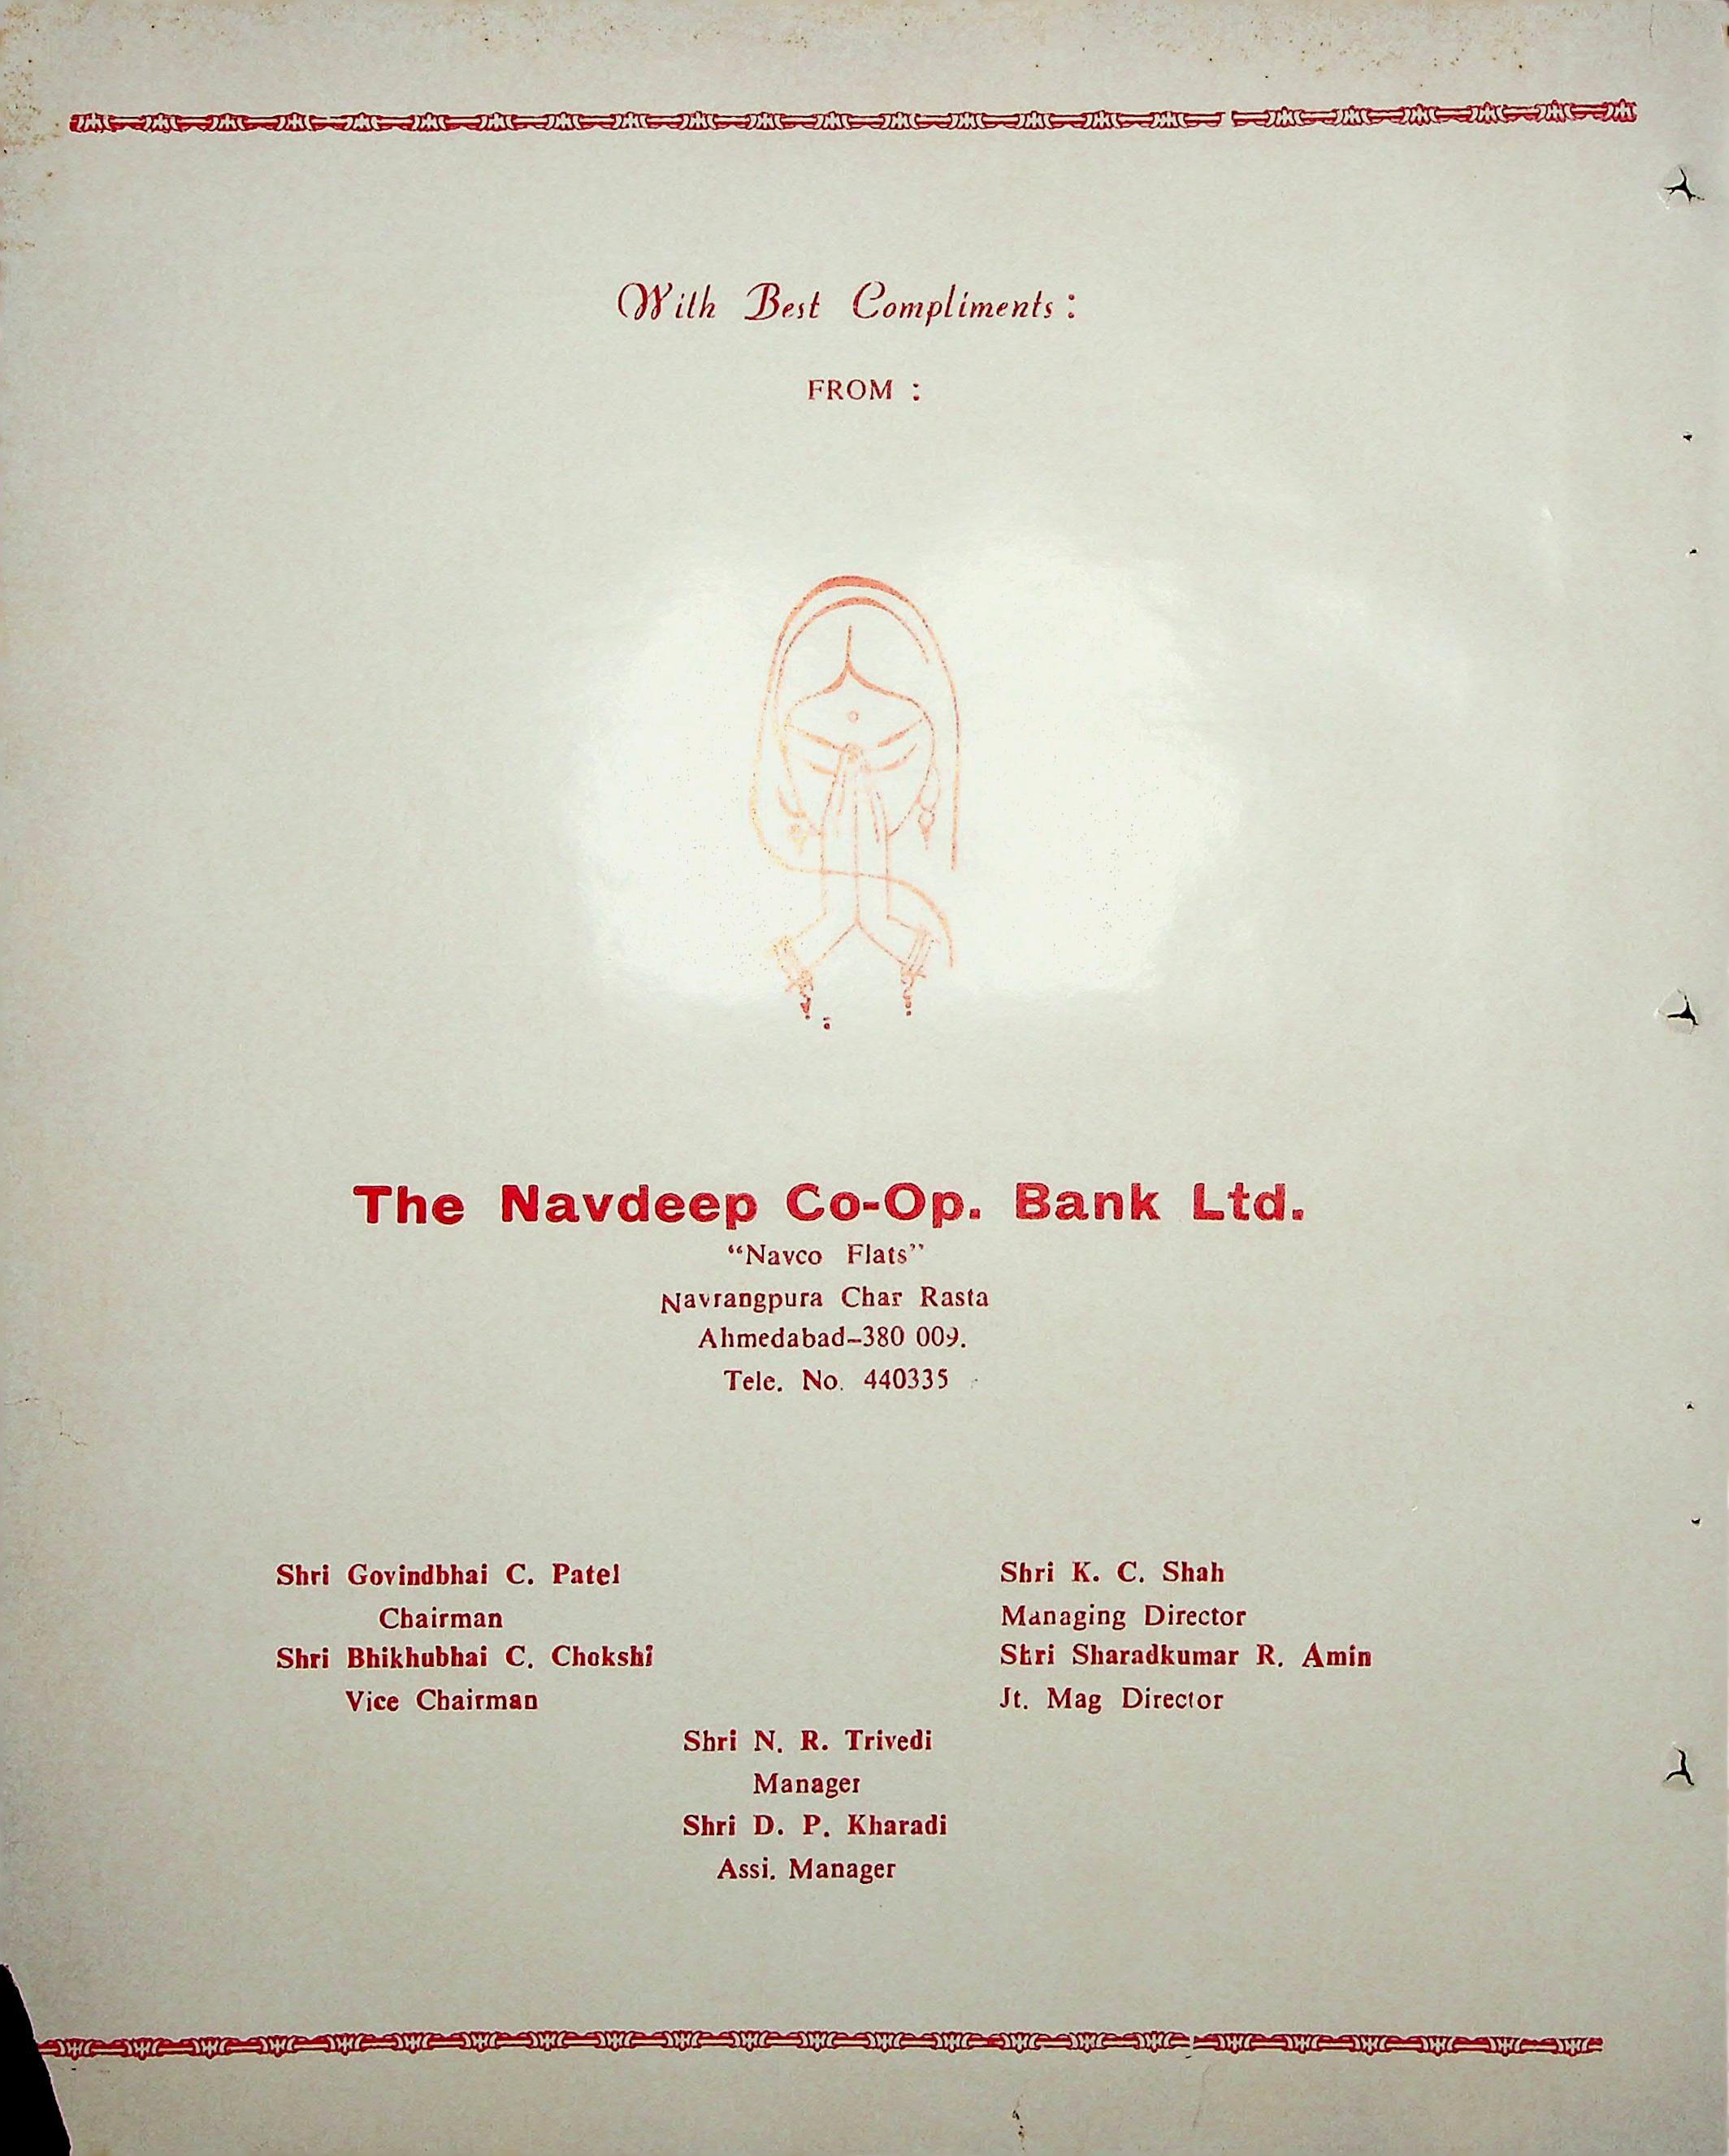 With Best Compliments :
FROM :
The Navdeep Co-Op. Bank Ltd.
“Navco Flats”
Navrangpura Char Rasta
Ahmedabad–380 009.
Tele. No. 440335
Shri Govindbhai C. Patel
Chairman
Shri Bhikhubhai C. Chokshi
Vice Chairman
Shri K. C. Shah
Managing Director
Shri Sharadkumar R. Amin
Jt. Mag Director
Shri N. R. Trivedi
Manager
Shri D. P. Kharadi
Assi. Manager